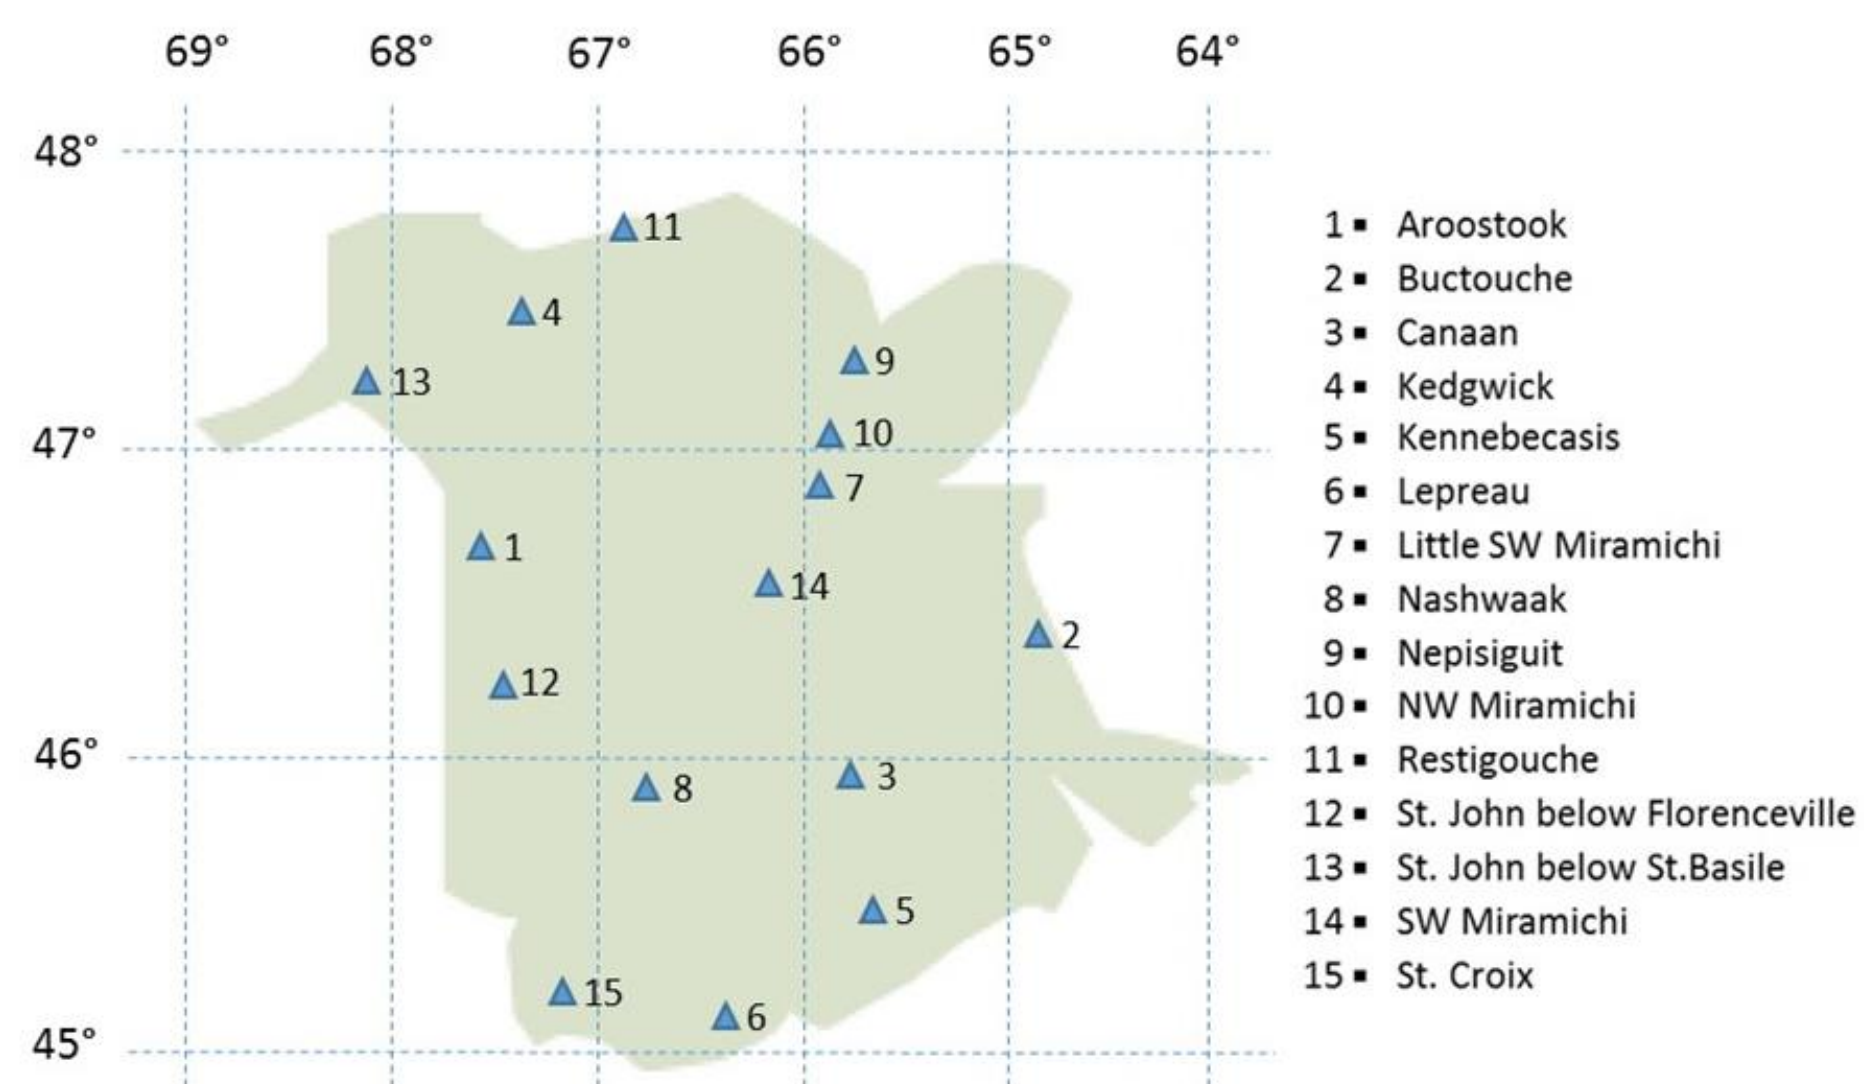 69° 68° 67° 66° 65° 64°
48°
11
4
9
13
10
47°
7
1
14
2
12
46°
3
8
5
15
6
45°
1 ▪ Aroostook
2 ▪ Buctouche
3 ▪ Canaan
4 ▪ Kedgwick
5 ▪ Kennebecasis
6 ▪ Lepreau
7 ▪ Little SW Miramichi
8 ▪ Nashwaak
9 ▪ Nepisiguit
10 ▪ NW Miramichi
11 ▪ Restigouche
12 ▪ St. John below Florenceville
13 ▪ St. John below St.Basile
14 ▪ SW Miramichi
15 ▪ St. Croix